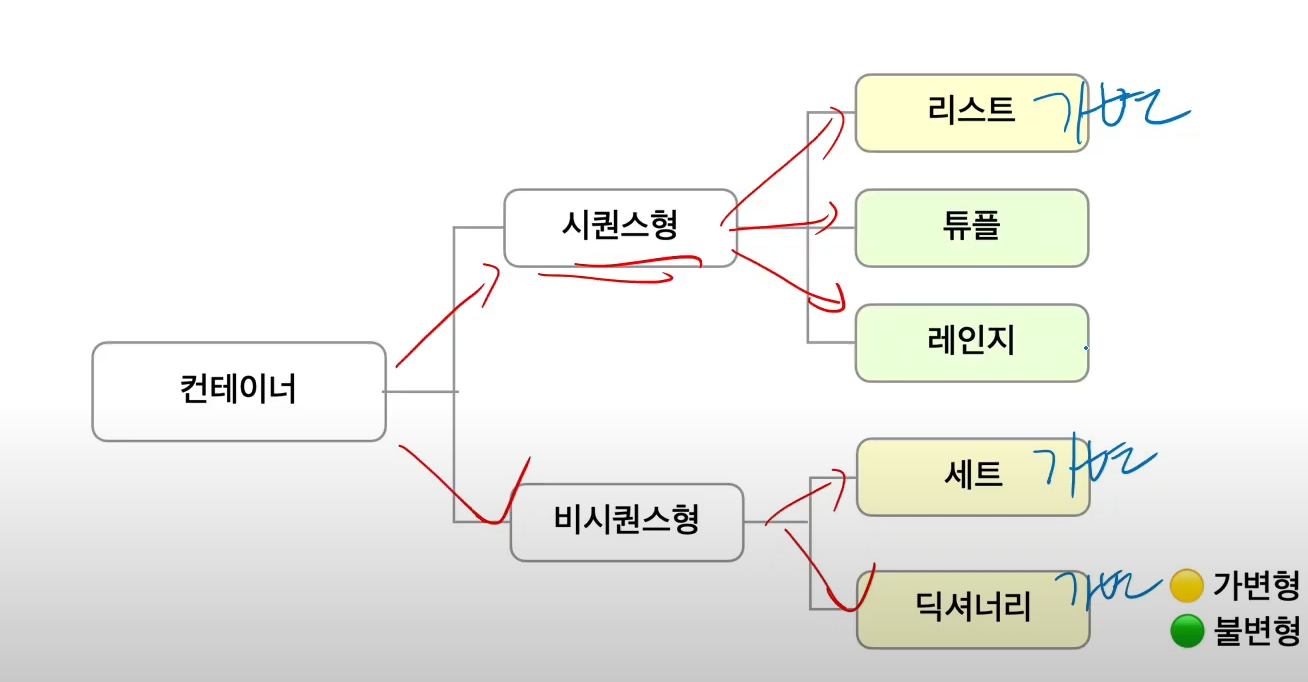 리스트 가변
시퀀스형
튜플
레인지
컨테이너
세트 가변
비시퀀스형
딕셔너리 가변
가변형
불변형